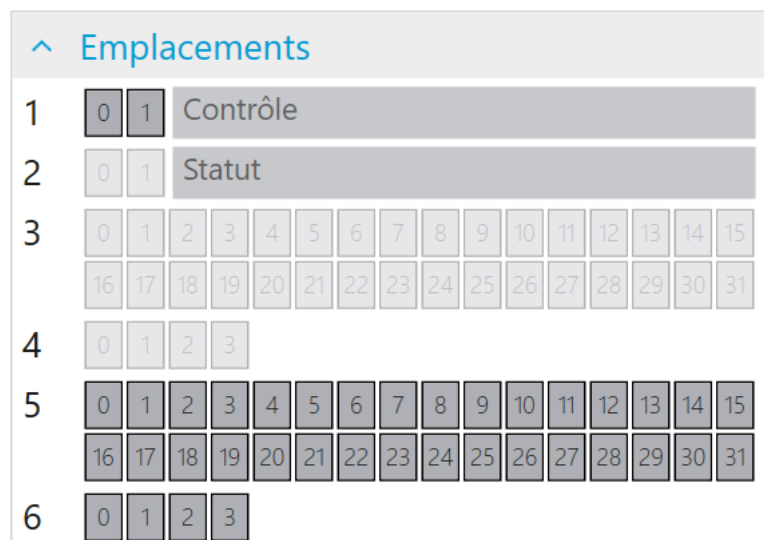 Emplacements
1 0 1 Contrôle
2 0 1 Statut
3 0 1 2 3 4 5 6 7 8 9 10 11 12 13 14 15
16 17 18 19 20 21 22 23 24 25 26 27 28 29 30 31
4 0 1 2 3
5 0 1 2 3 4 5 6 7 8 9 10 11 12 13 14 15
16 17 18 19 20 21 22 23 24 25 26 27 28 29 30 31
6 0 1 2 3